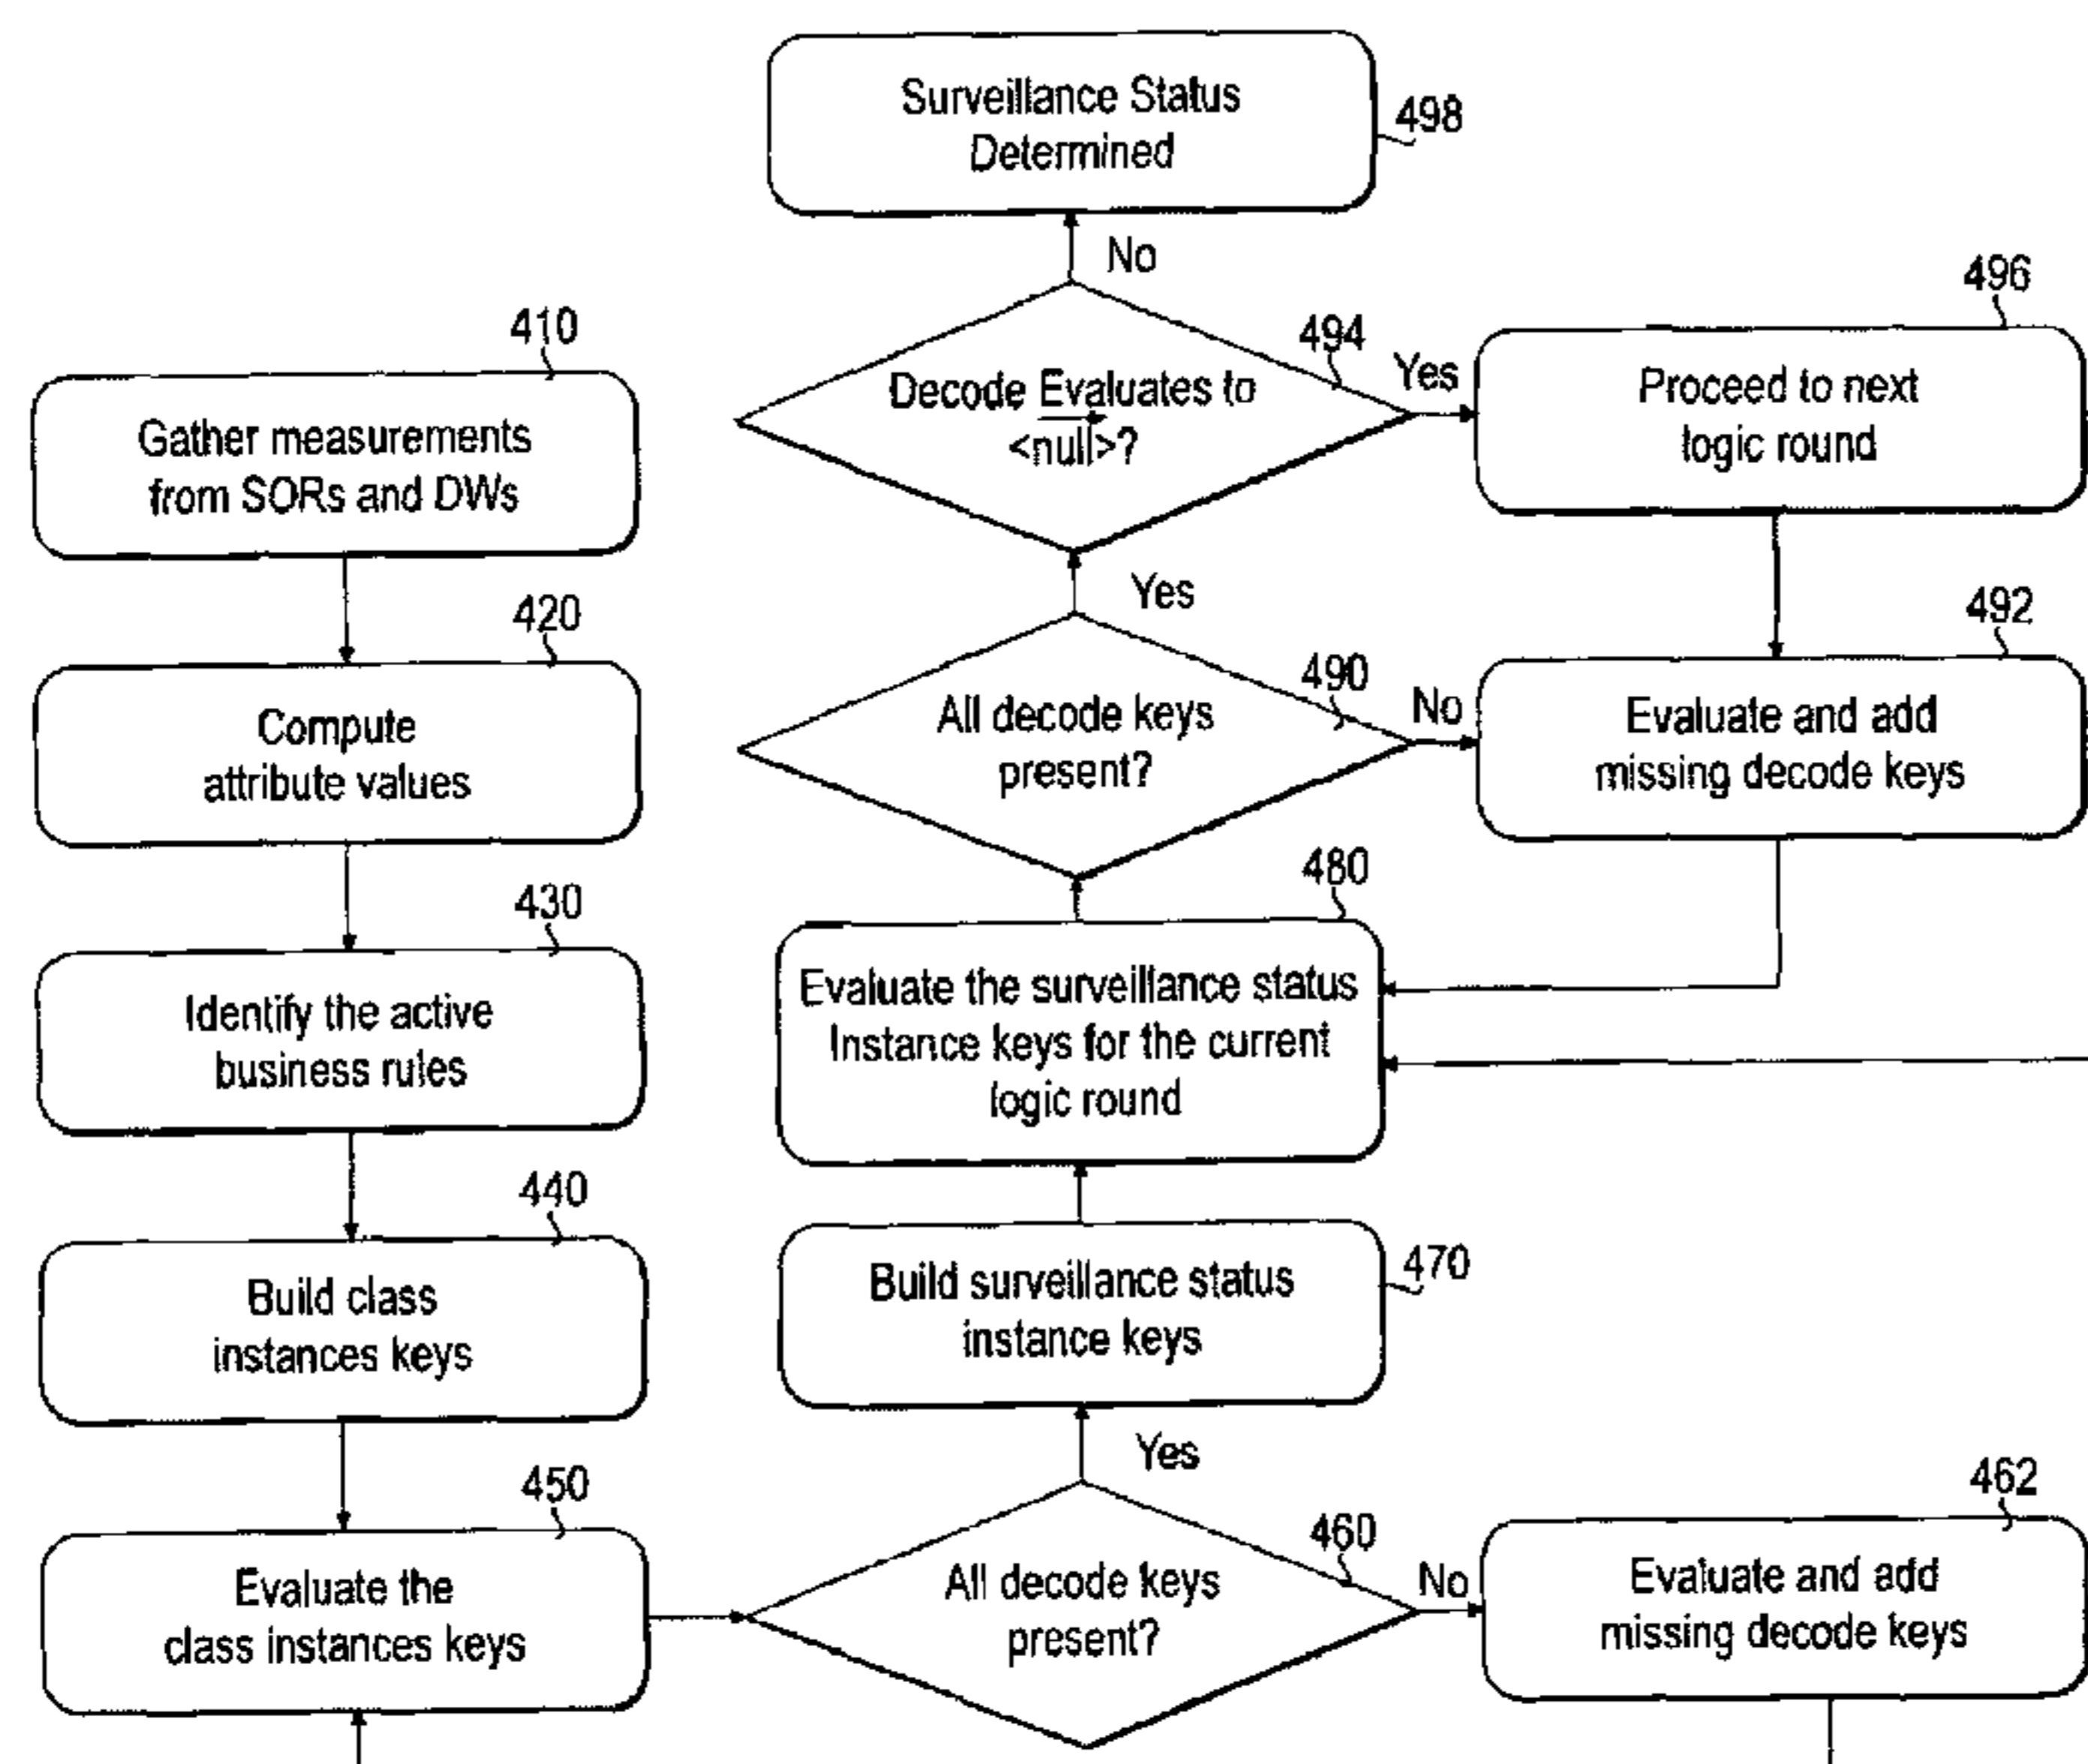 Surveillance Status
Determined
498
No
410
Gather measurements
from SORs and DWs
494
Decode Evaluates to
<null>?
Yes
496
Proceed to next
logic round
Yes
420
Compute
attribute values
490
All decode keys
present?
No
492
Evaluate and add
missing decode keys
430
Identify the active
business rules
480
Evaluate the surveillance status
Instance keys for the current
logic round
440
Build class
instances keys
470
Build surveillance status
instance keys
Yes
450
Evaluate the
class instances keys
460
All decode keys
present?
No
462
Evaluate and add
missing decode keys